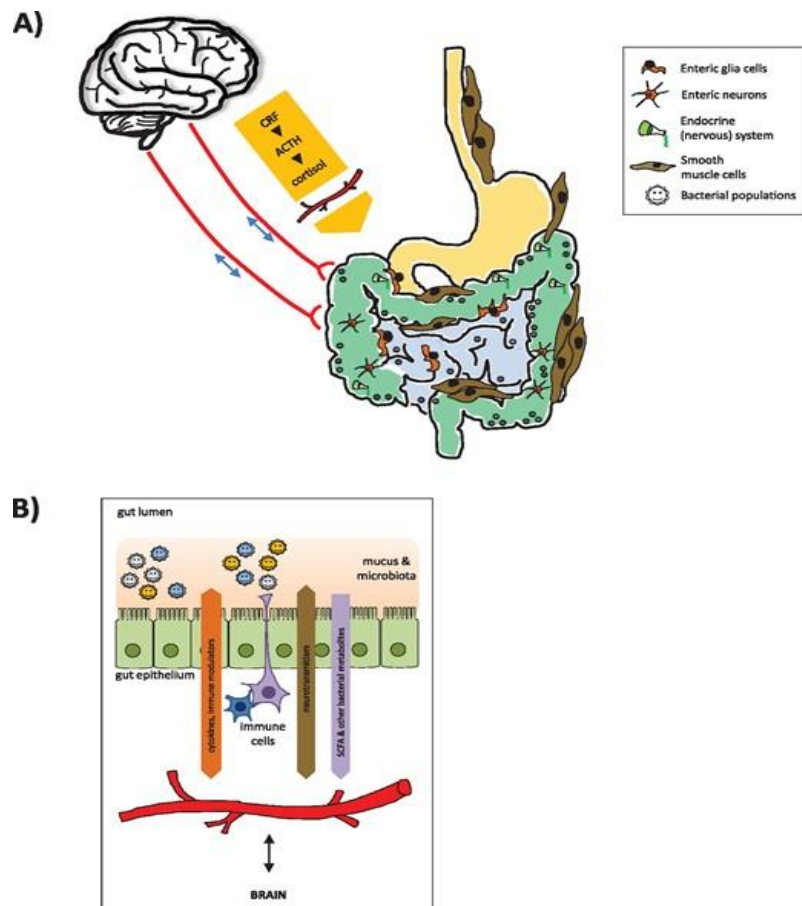 A)
CRF
ACTH
cortisol
Enteric glia cells
Enteric neurons
Endocrine
(nervous) system
Smooth
muscle cells
Bacterial populations
B)
gut lumen
mucus &
microbiota
gut epithelium
cytokines, immune modulators
immune
cells
neurotransmitters
SCFA & other bacterial metabolites
BRAIN